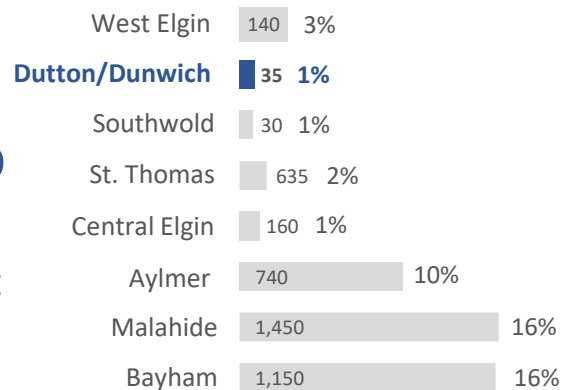 West Elgin 140 3%
Dutton/Dunwich 35 1%
Southwold 30 1%
St. Thomas 635 2%
Central Elgin 160 1%
Aylmer 740 10%
Malahide 1,450 16%
Bayham 1,150 16%